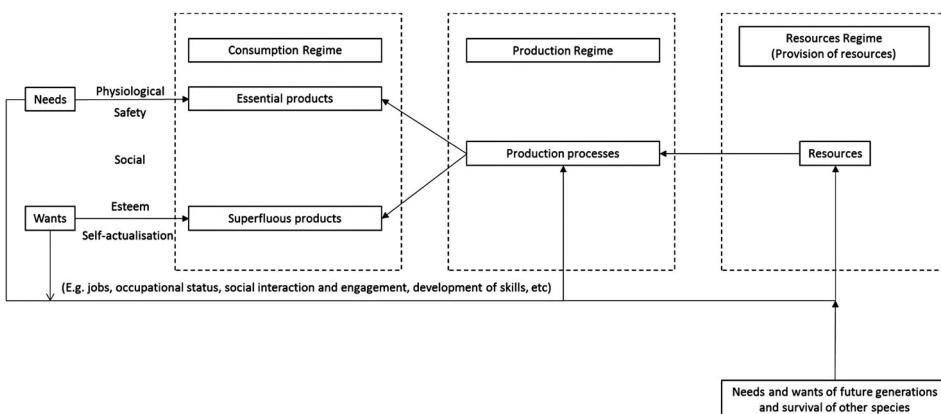 Consumption Regime
Production Regime
Resources Regime
(Provision of resources)
Needs
Physiological
Safety
Essential products
Social
Production processes
Resources
Wants
Esteem
Self-actualisation
Superfluous products
(E.g. jobs, occupational status, social interaction and engagement, development of skills, etc)
Needs and wants of future generations
and survival of other species